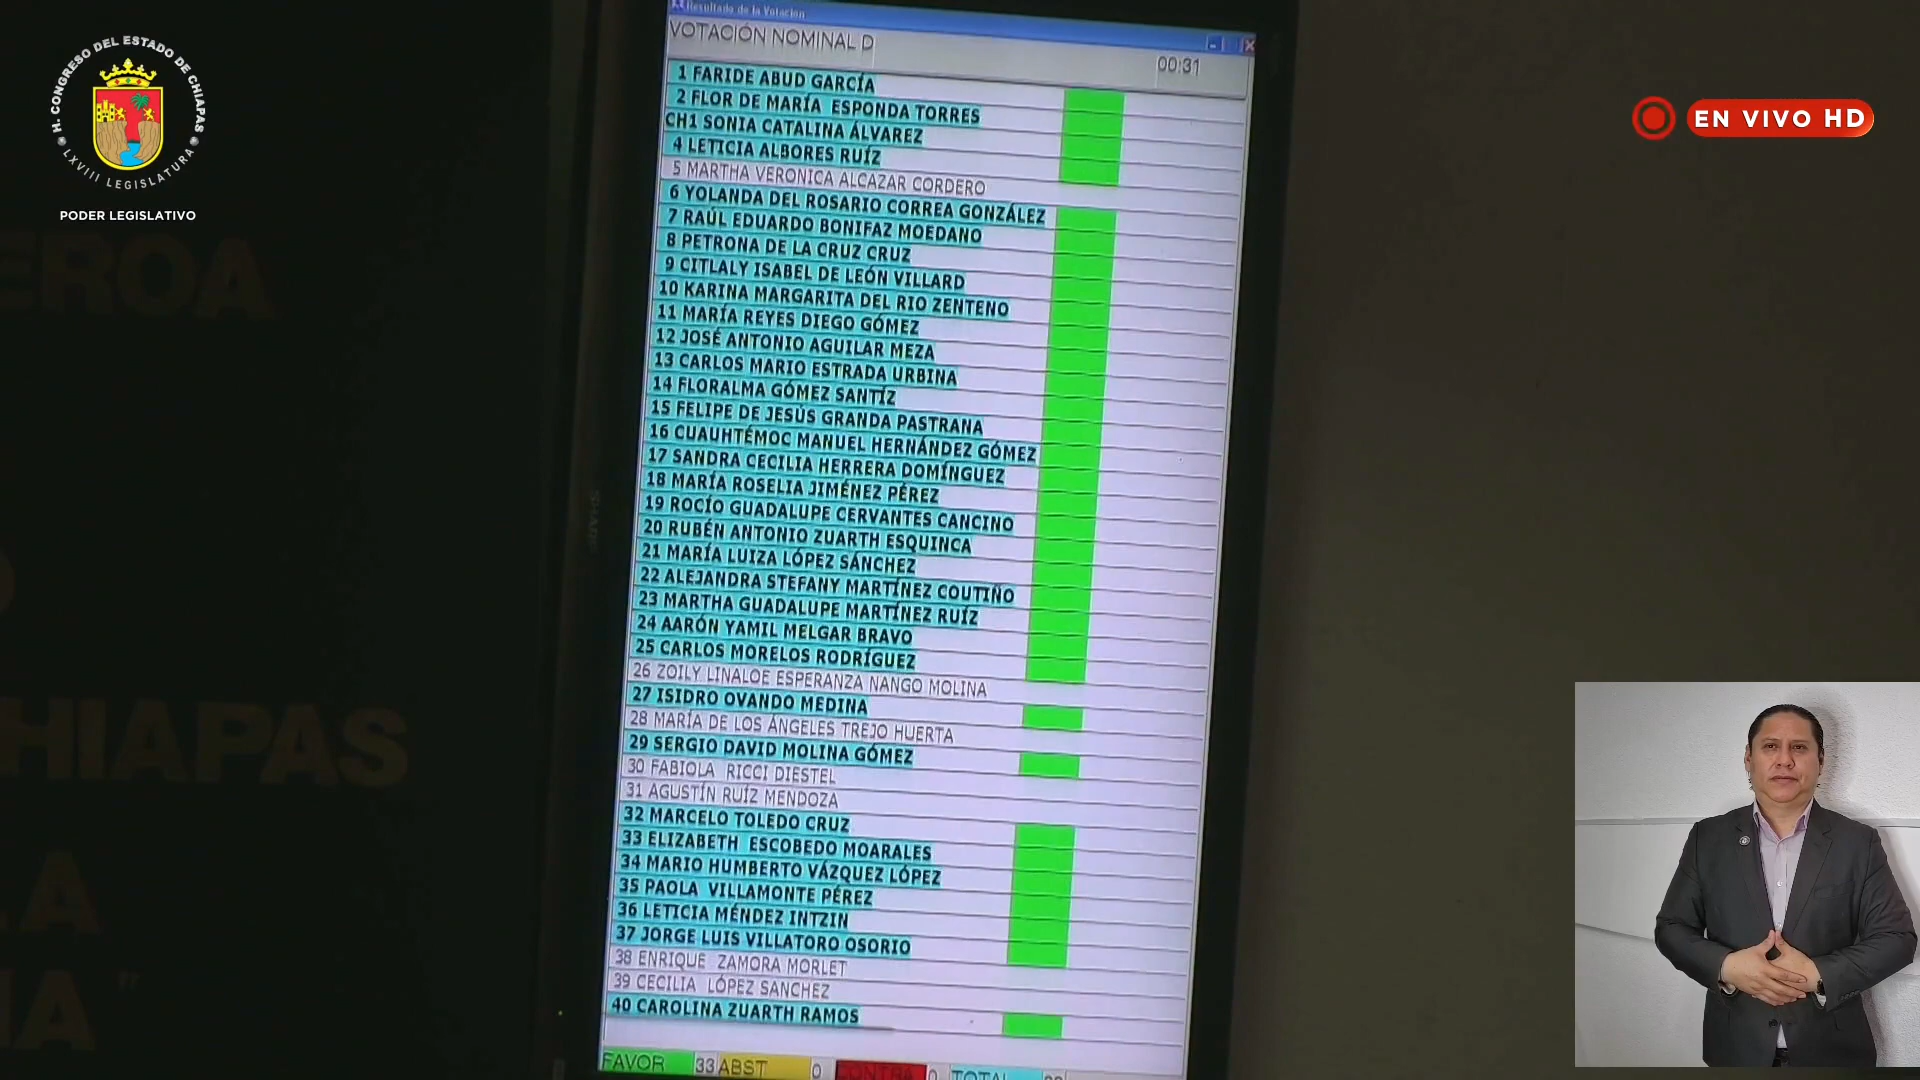 H. CONGRESO DEL ESTADO DE CHIAPAS
LXVIII LEGISLATURA
PODER LEGISLATIVO
EN VIVO HD
Resultado de la Votación
VOTACIÓN NOMINAL D
00:31
1 FARIDE ABUD GARCÍA
2 FLOR DE MARÍA ESPONDA TORRES
CH1 SONIA CATALINA ÁLVAREZ
4 LETICIA ALBORES RUÍZ
5 MARTHA VERONICA ALCAZAR CORDERO
6 YOLANDA DEL ROSARIO CORREA GONZÁLEZ
7 RAÚL EDUARDO BONIFAZ MOEDANO
8 PETRONA DE LA CRUZ CRUZ
9 CITLALY ISABEL DE LEÓN VILLARD
10 KARINA MARGARITA DEL RIO ZENTENO
11 MARÍA REYES DIEGO GÓMEZ
12 JOSÉ ANTONIO AGUILAR MEZA
13 CARLOS MARIO ESTRADA URBINA
14 FLORALMA GÓMEZ SANTÍZ
15 FELIPE DE JESÚS GRANDA PASTRANA
16 CUAUHTÉMOC MANUEL HERNÁNDEZ GÓMEZ
17 SANDRA CECILIA HERRERA DOMÍNGUEZ
18 MARÍA ROSELIA JIMÉNEZ PÉREZ
19 ROCÍO GUADALUPE CERVANTES CANCINO
20 RUBÉN ANTONIO ZUARTH ESQUINCA
21 MARÍA LUIZA LÓPEZ SÁNCHEZ
22 ALEJANDRA STEFANY MARTÍNEZ COUTIÑO
23 MARTHA GUADALUPE MARTÍNEZ RUÍZ
24 AARÓN YAMIL MELGAR BRAVO
25 CARLOS MORELOS RODRÍGUEZ
26 ZOILY LINALOE ESPERANZA NANGO MOLINA
27 ISIDRO OVANDO MEDINA
28 MARÍA DE LOS ÁNGELES TREJO HUERTA
29 SERGIO DAVID MOLINA GÓMEZ
30 FABIOLA RICCI DIESTEL
31 AGUSTÍN RUÍZ MENDOZA
32 MARCELO TOLEDO CRUZ
33 ELIZABETH ESCOBEDO MOARALES
34 MARIO HUMBERTO VÁZQUEZ LÓPEZ
35 PAOLA VILLAMONTE PÉREZ
36 LETICIA MÉNDEZ INTZIN
37 JORGE LUIS VILLATORO OSORIO
38 ENRIQUE ZAMORA MORLET
39 CECILIA LÓPEZ SANCHEZ
40 CAROLINA ZUARTH RAMOS
FAVOR 33 ABST 0 CONTRA 0 TOTAL
EROA
CHIAPAS
LA
SHARP